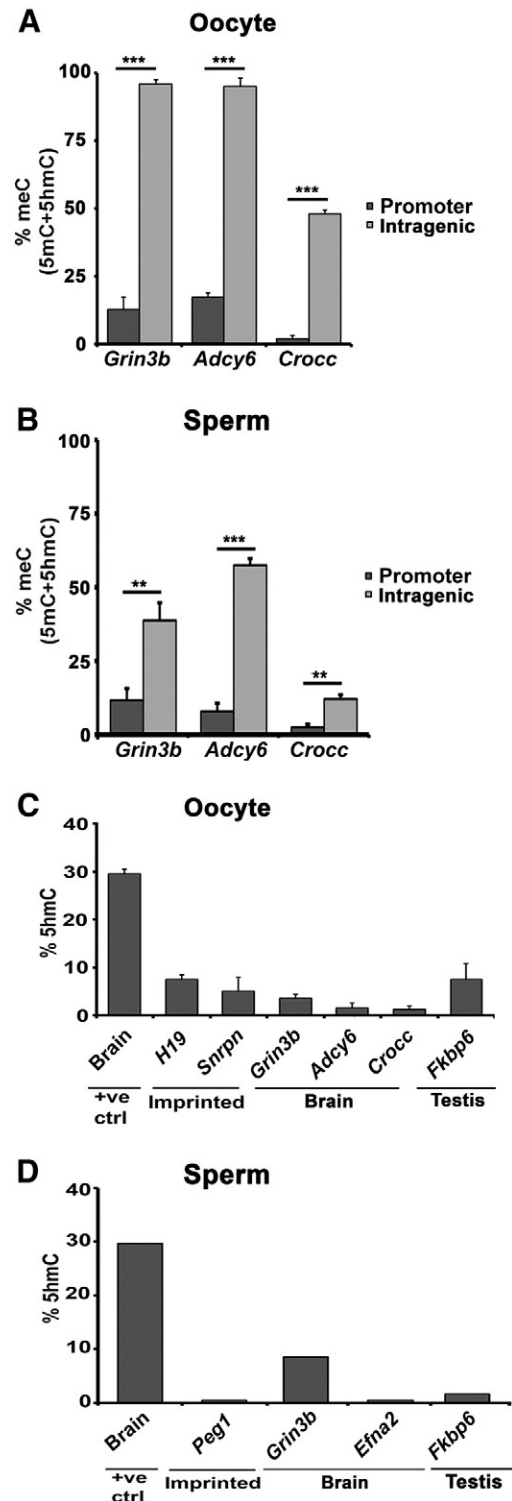 A
Oocyte
% meC
(5mC+5hmC)
100
75
50
25
0
***
***
***
Promoter
Intragenic
Grin3b
Adcy6
Crocc
B
Sperm
% meC
(5mC+5hmC)
100
75
50
25
0
**
***
**
Promoter
Intragenic
Grin3b
Adcy6
Crocc
C
Oocyte
% 5hmC
40
30
20
10
0
Brain
H19
Snrpn
Grin3b
Adcy6
Crocc
Fkbp6
+ve
ctrl
Imprinted
Brain
Testis
D
Sperm
% 5hmC
40
30
20
10
0
Brain
Peg1
Grin3b
Efna2
Fkbp6
+ve
ctrl
Imprinted
Brain
Testis